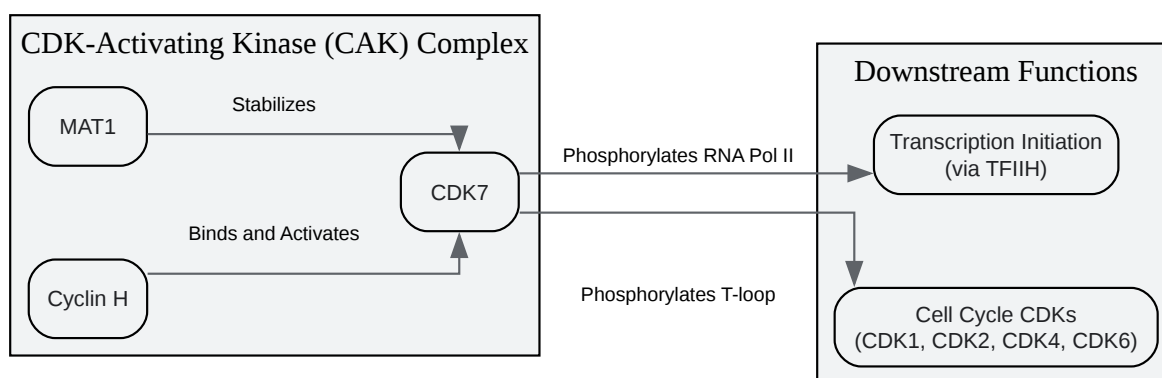 CDK-Activating Kinase (CAK) Complex
MAT1
Stabilizes
CDK7
Binds and Activates
Cyclin H
Phosphorylates RNA Pol II
Phosphorylates T-loop
Downstream Functions
Transcription Initiation
(via TFIIH)
Cell Cycle CDKs
(CDK1, CDK2, CDK4, CDK6)